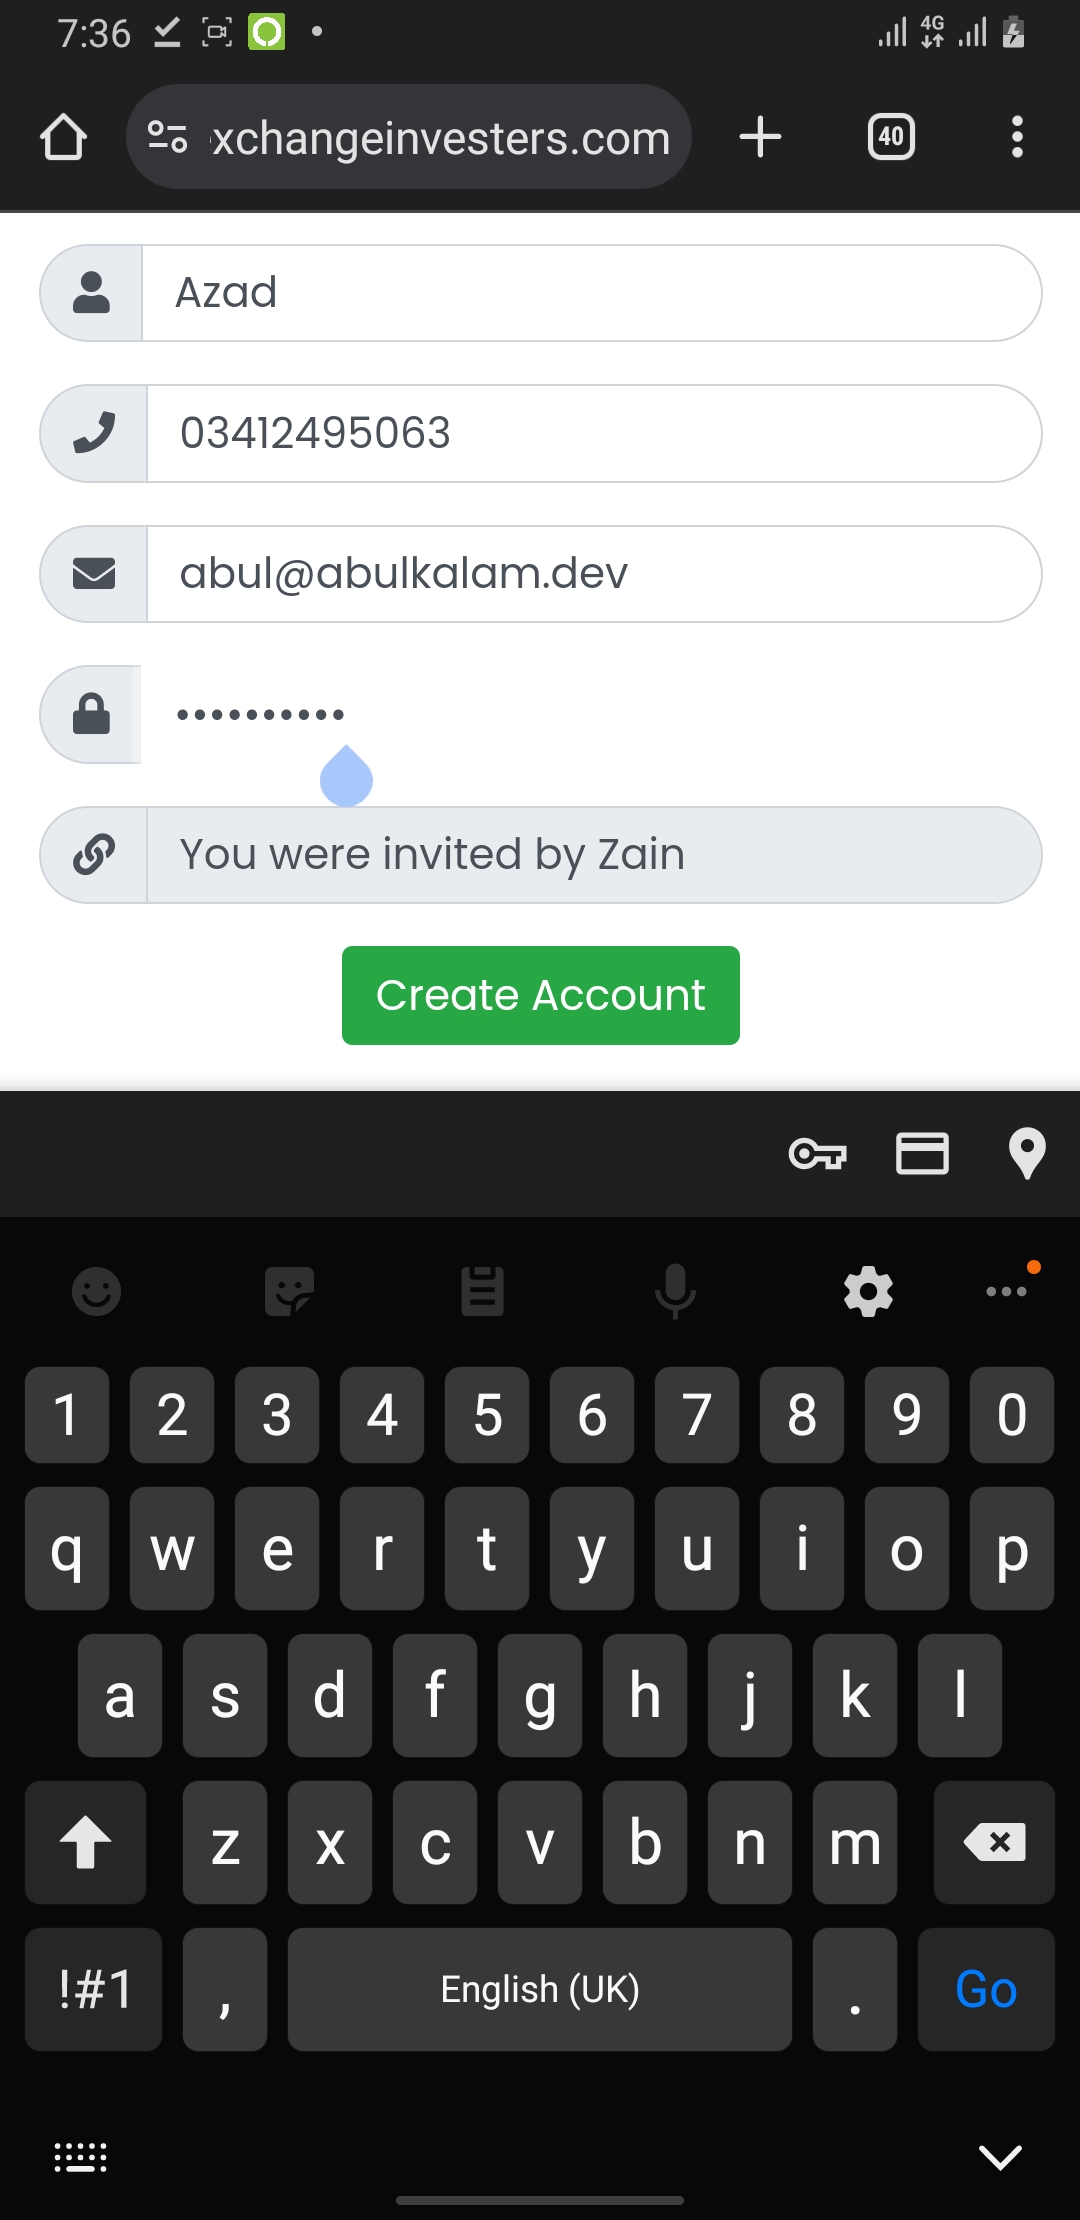 7:36
4G
xchangeinvesters.com
40
Azad
03412495063
abul@abulkalam.dev
••••••••••
You were invited by Zain
Create Account
1 2 3 4 5 6 7 8 9 0
q w e r t y u i o p
a s d f g h j k l
z x c v b n m
!#1 , English (UK) . Go